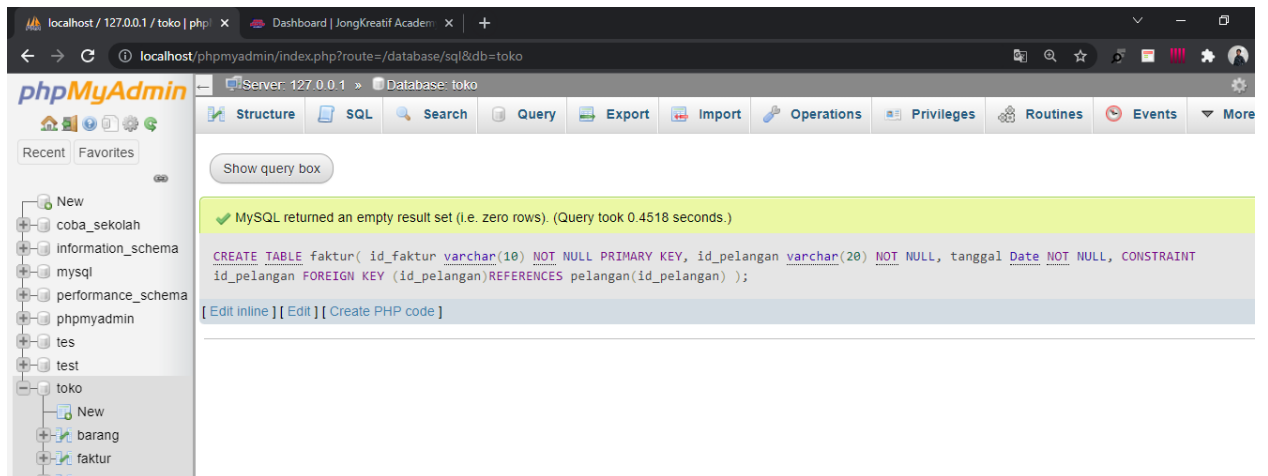 localhost / 127.0.0.1 / toko | php
Dashboard | JongKreatif Academ
localhost/phpmyadmin/index.php?route=/database/sql&db=toko
phpMyAdmin
Recent Favorites
New
coba_sekolah
information_schema
mysql
performance_schema
phpmyadmin
tes
test
toko
New
barang
faktur
Server: 127.0.0.1 » Database: toko
Structure SQL Search Query Export Import Operations Privileges Routines Events More
Show query box
MySQL returned an empty result set (i.e. zero rows). (Query took 0.4518 seconds.)
CREATE TABLE faktur( id_faktur varchar(10) NOT NULL PRIMARY KEY, id_pelangan varchar(20) NOT NULL, tanggal Date NOT NULL, CONSTRAINT
id_pelangan FOREIGN KEY (id_pelangan)REFERENCES pelangan(id_pelangan) );
[ Edit inline ] [ Edit ] [ Create PHP code ]